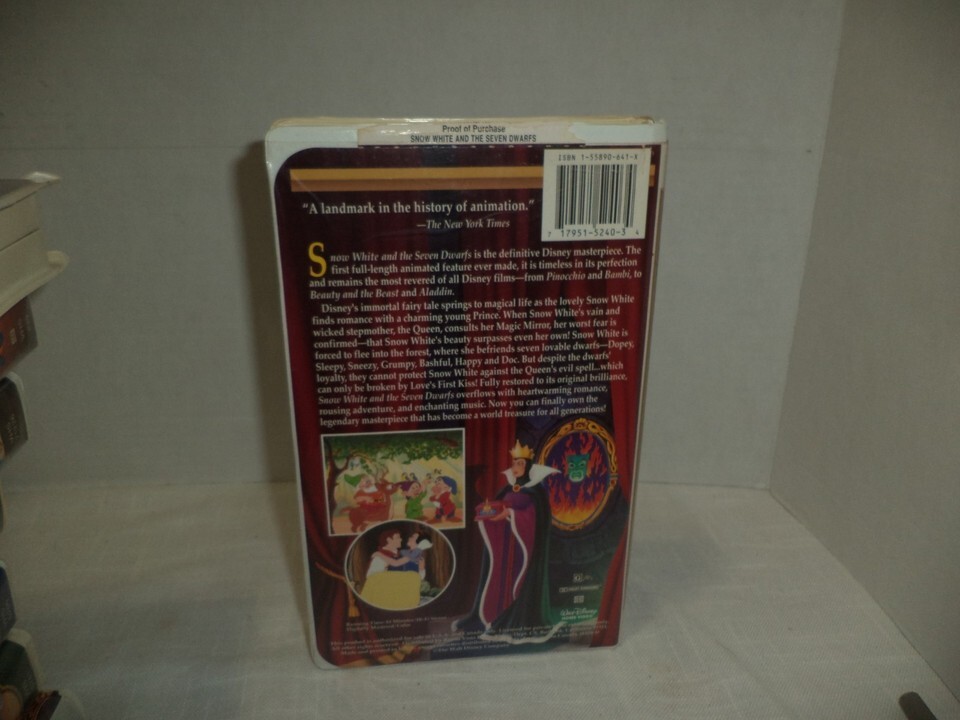 Proof of Purchase
SNOW WHITE AND THE SEVEN DWARFS
ISBN 1-55890-641-X
7 17951-5240-3 4
"A landmark in the history of animation."
—The New York Times
Snow White and the Seven Dwarfs is the definitive Disney masterpiece. The
first full-length animated feature ever made, it is timeless in its perfection
and remains the most revered of all Disney films—from Pinocchio and Bambi, to
Beauty and the Beast and Aladdin.
Disney's immortal fairy tale springs to magical life as the lovely Snow White
finds romance with a charming young Prince. When Snow White's vain and
wicked stepmother, the Queen, consults her Magic Mirror, her worst fear is
confirmed—that Snow White's beauty surpasses even her own! Snow White is
forced to flee into the forest, where she befriends seven lovable dwarfs—Dopey,
Sleepy, Sneezy, Grumpy, Bashful, Happy and Doc. But despite the dwarfs'
loyalty, they cannot protect Snow White against the Queen's evil spell...which
can only be broken by Love's First Kiss! Fully restored to its original brilliance,
Snow White and the Seven Dwarfs overflows with heartwarming romance,
rousing adventure, and enchanting music. Now you can finally own the
legendary masterpiece that has become a world treasure for all generations!
Walt Disney
HOME VIDEO